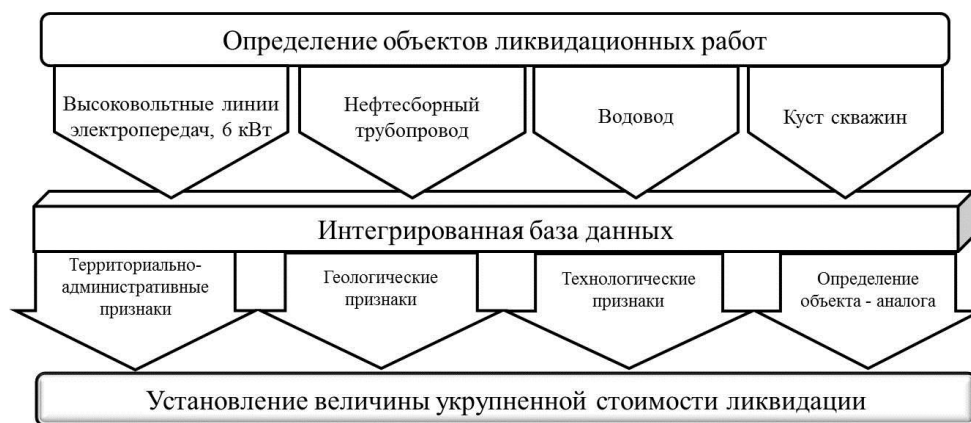 Определение объектов ликвидационных работ
Высоковольтные линии
электропередач, 6 кВт
Нефтесборный
трубопровод
Водовод
Куст скважин
Интегрированная база данных
Территориально-
административные
признаки
Геологические
признаки
Технологические
признаки
Определение
объекта - аналога
Установление величины укрупненной стоимости ликвидации